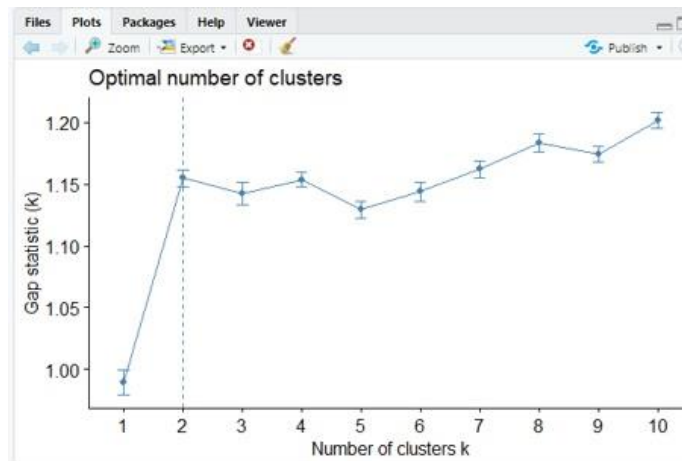 Files Plots Packages Help Viewer
Zoom Export Publish
Optimal number of clusters
Gap statistic (k)
1.20
1.15
1.10
1.05
1.00
1 2 3 4 5 6 7 8 9 10
Number of clusters k